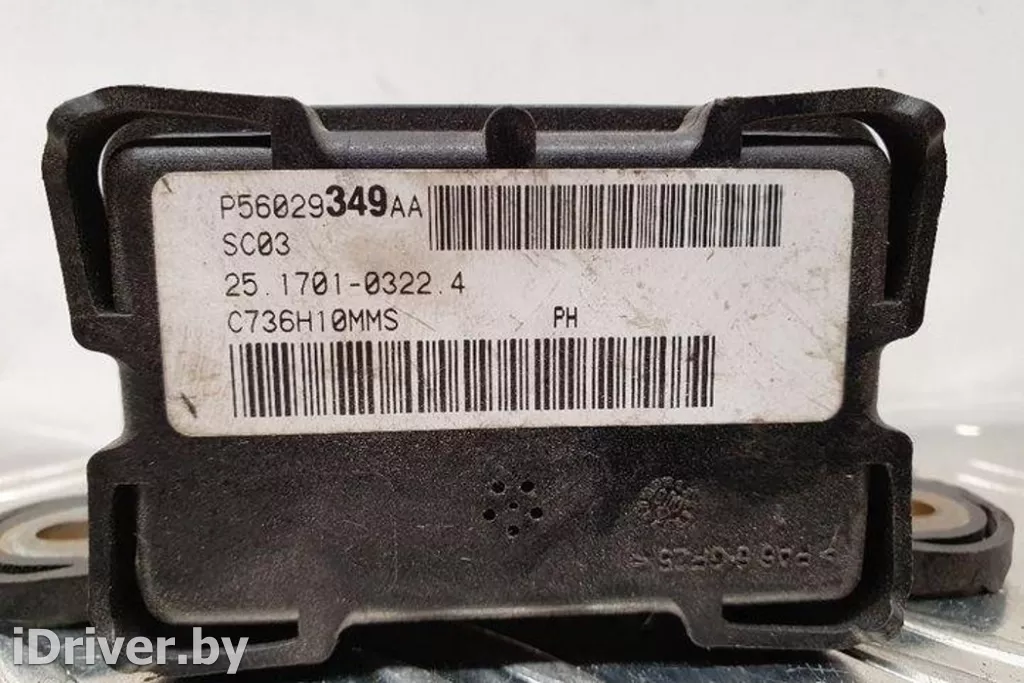 P56029349AA
SC03
25.1701-0322.4
C736H10MMS PH
iDriver.by